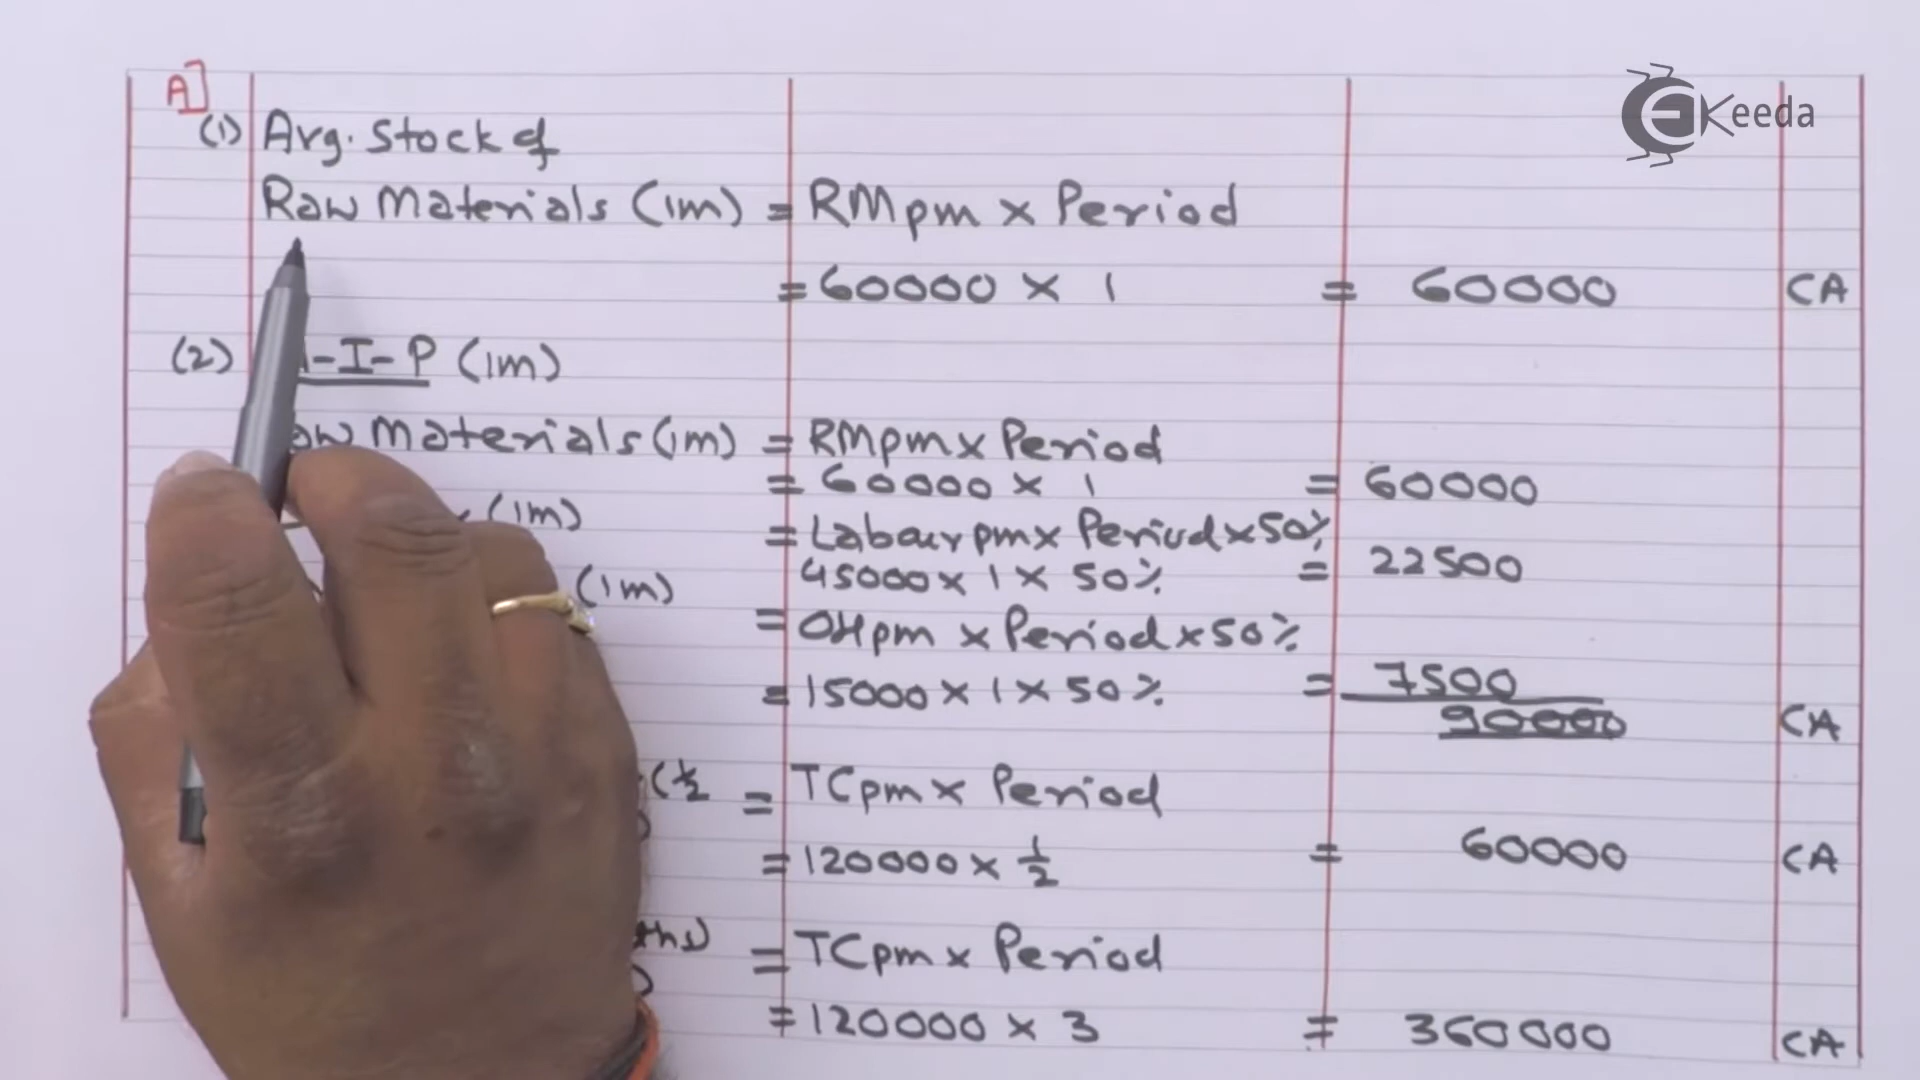 A]
EKeeda
(1) Avg. Stock of
Raw Materials (1m) = RMpm x Period
= 60000 x 1 = 60000 CA
(2) -I-P (1m)
Materials (1m) = RMpm x Period
= 60000 x 1 = 60000
(1m) = Labour pm x Period x 50%
45000 x 1 x 50% = 22500
(1m) = OHpm x Period x 50%
= 15000 x 1 x 50% = 7500
90000 CA
(½ = TCpm x Period
= 120000 x ½ = 60000 CA
= TCpm x Period
= 120000 x 3 = 360000 CA